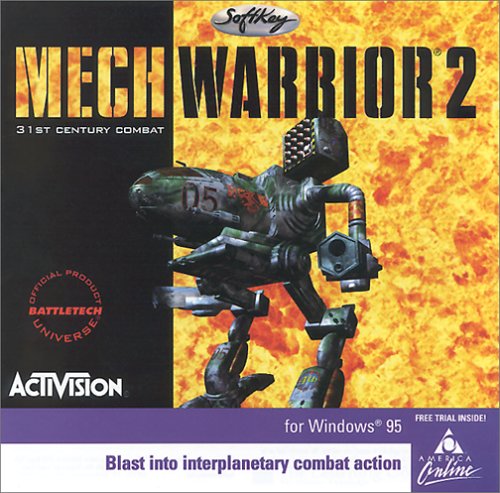 SoftKey
MECHWARRIOR® 2
31ST CENTURY COMBAT
05
OFFICIAL PRODUCT
BATTLETECH
UNIVERSE
ACTIVISION
for Windows® 95
FREE TRIAL INSIDE!
AMERICA
Online
Blast into interplanetary combat action